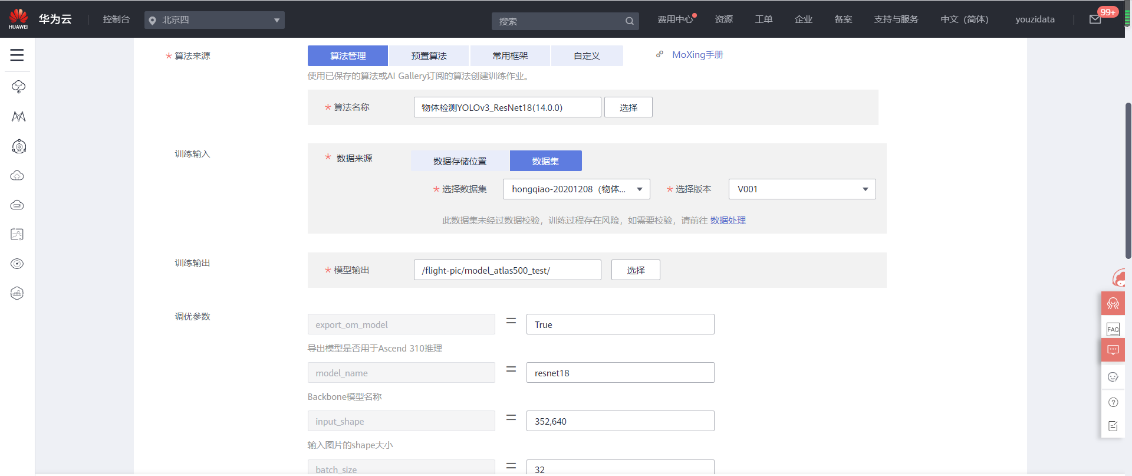 HUAWEI 华为云 控制台 北京四 搜索 费用中心 资源 工单 企业 备案 支持与服务 中文（简体） youzidata 99+
* 算法来源 算法管理 预置算法 常用框架 自定义 MoXing手册
使用已保存的算法或AI Gallery订阅的算法创建训练作业。
* 算法名称 物体检测YOLOv3_ResNet18(14.0.0) 选择
训练输入 * 数据来源 数据存储位置 数据集
* 选择数据集 hongqiao-20201208（物体... * 选择版本 V001
此数据集未经过数据校验，训练过程存在风险，如需要校验，请前往 数据处理
训练输出 * 模型输出 /flight-pic/model_atlas500_test/ 选择
调优参数 export_om_model = True
导出模型是否用于Ascend 310推理
model_name = resnet18
Backbone模型名称
input_shape = 352,640
输入图片的shape大小
batch_size = 32
FAQ